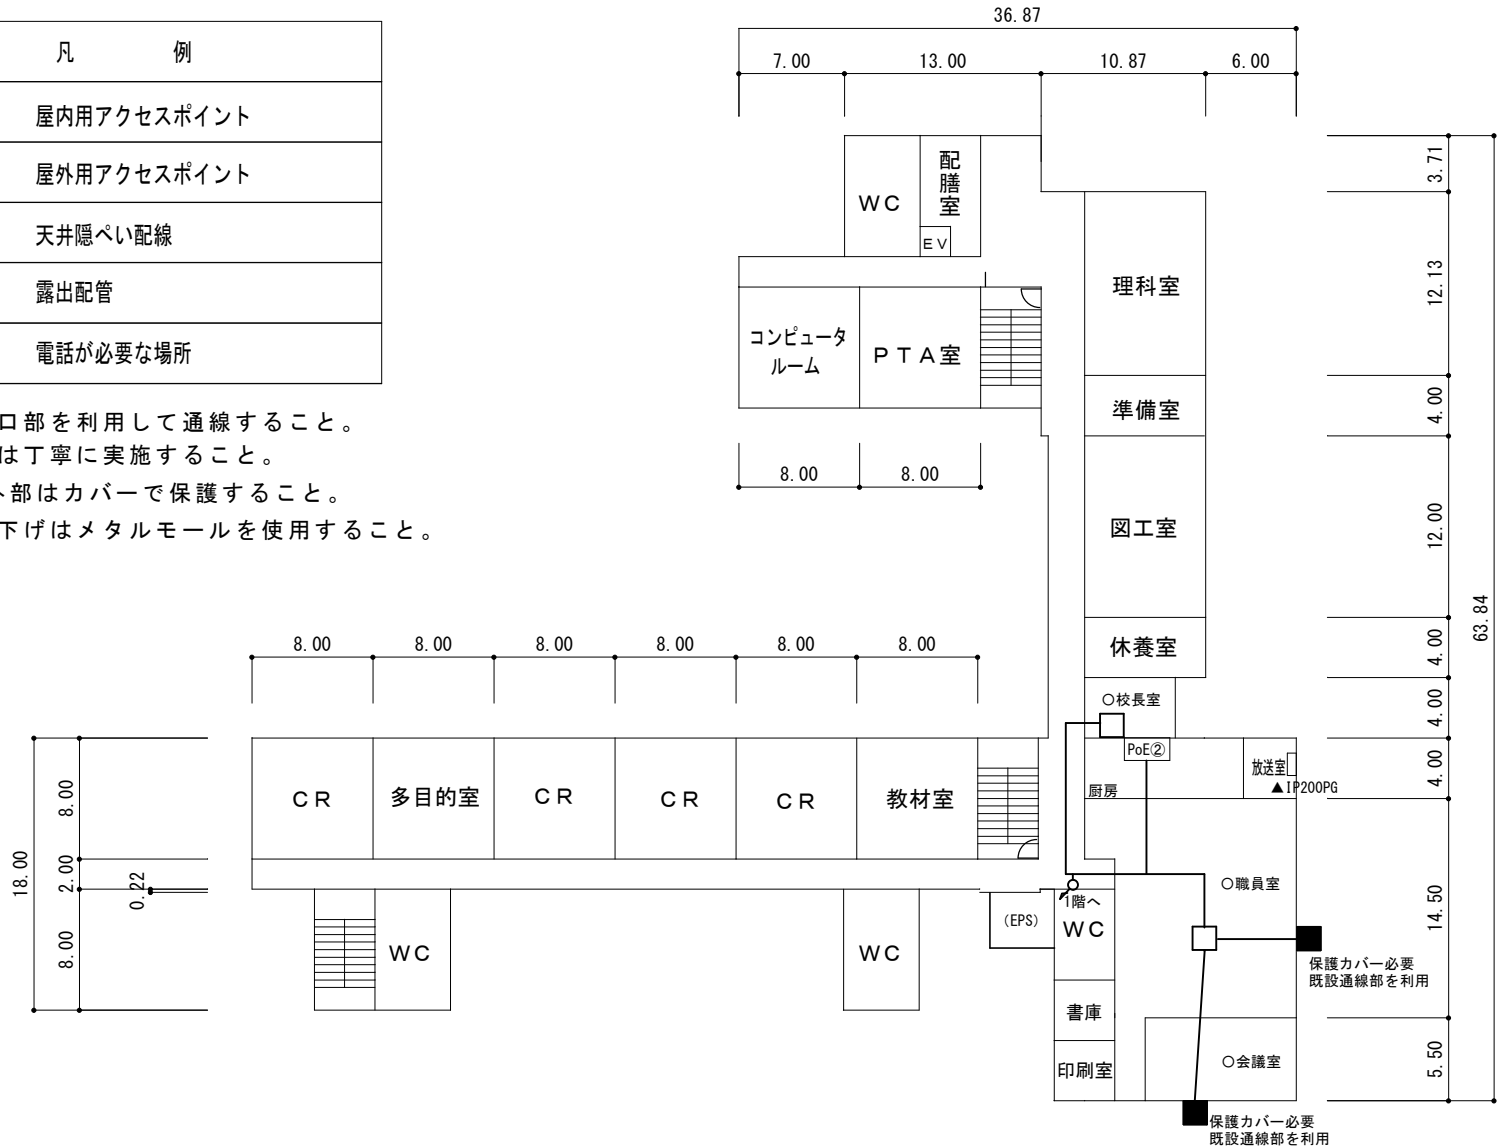 凡　例
屋内用アクセスポイント
屋外用アクセスポイント
天井隠ぺい配線
露出配管
電話が必要な場所
口部を利用して通線すること。
は丁寧に実施すること。
部はカバーで保護すること。
下げはメタルモールを使用すること。
36.87
7.00
13.00
10.87
6.00
WC
配膳室
EV
コンピュータ
ルーム
PTA室
8.00
8.00
理科室
準備室
図工室
休養室
○校長室
PoE②
厨房
放送室
▲IP200PG
3.71
12.13
4.00
12.00
4.00
4.00
4.00
14.50
5.50
63.84
8.00
8.00
8.00
8.00
8.00
8.00
CR
多目的室
CR
CR
CR
教材室
18.00
8.00
2.00
0.22
8.00
WC
WC
(EPS)
1階へ
WC
○職員室
保護カバー必要
既設通線部を利用
書庫
印刷室
○会議室
保護カバー必要
既設通線部を利用